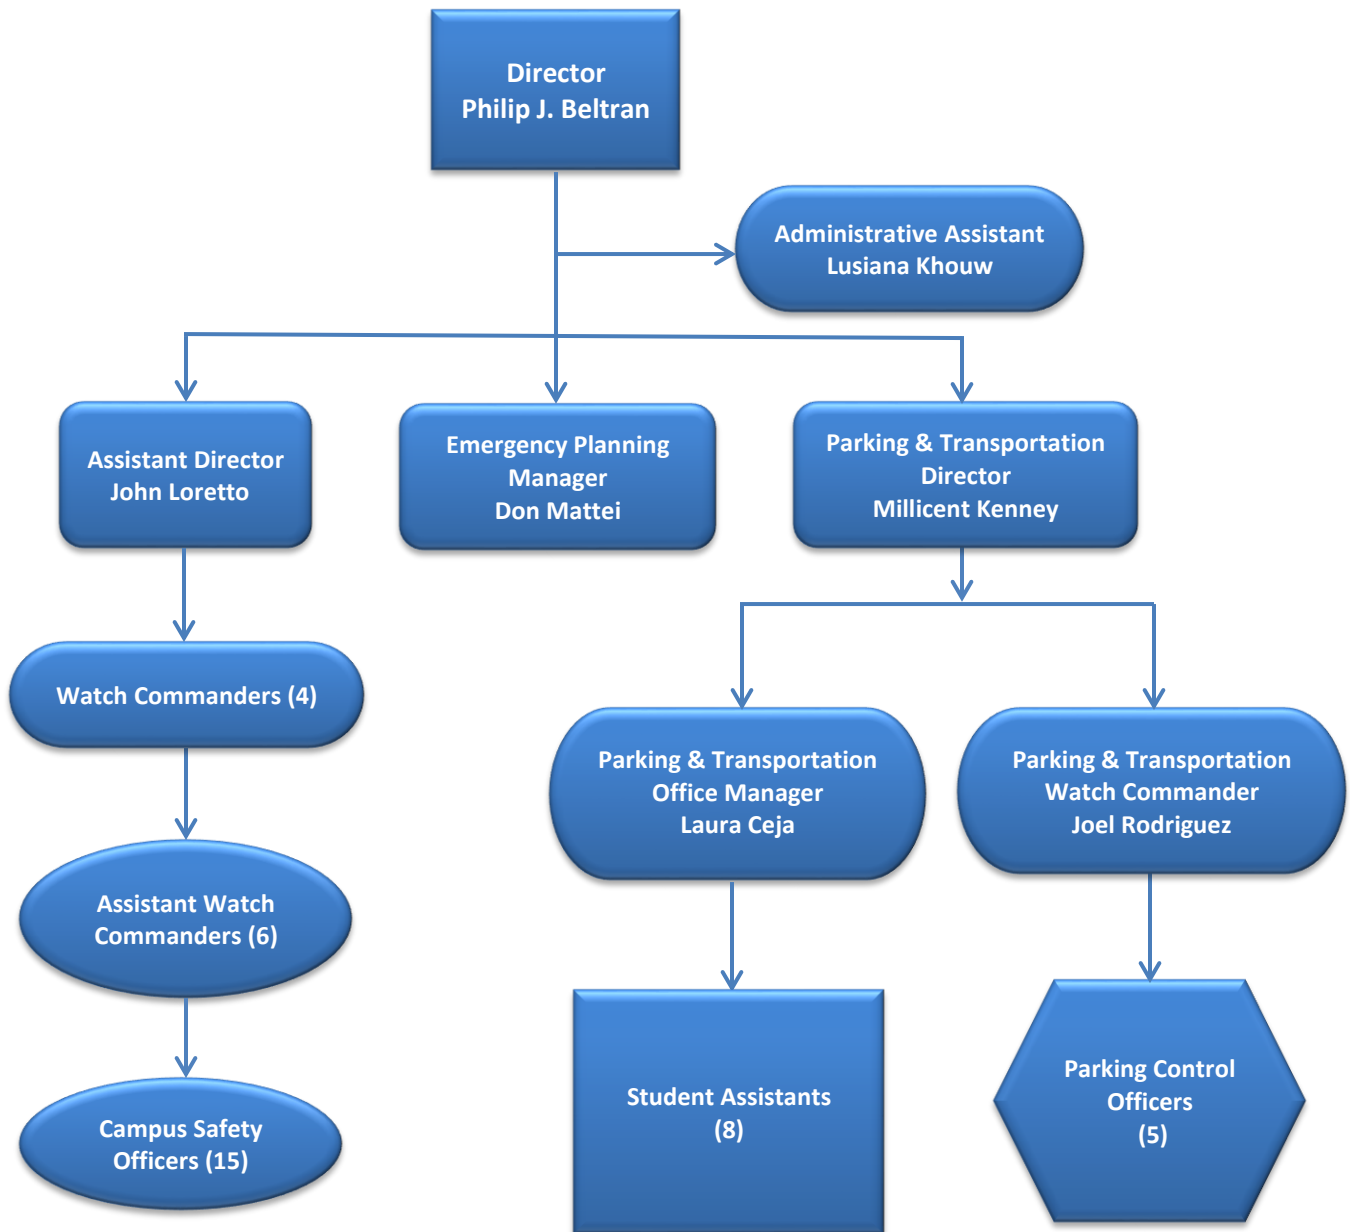 Director
Philip J. Beltran
Administrative Assistant
Lusiana Khouw
Assistant Director
John Loretto
Emergency Planning
Manager
Don Mattei
Parking & Transportation
Director
Millicent Kenney
Watch Commanders (4)
Parking & Transportation
Office Manager
Laura Ceja
Parking & Transportation
Watch Commander
Joel Rodriguez
Assistant Watch
Commanders (6)
Student Assistants
(8)
Parking Control
Officers
(5)
Campus Safety
Officers (15)